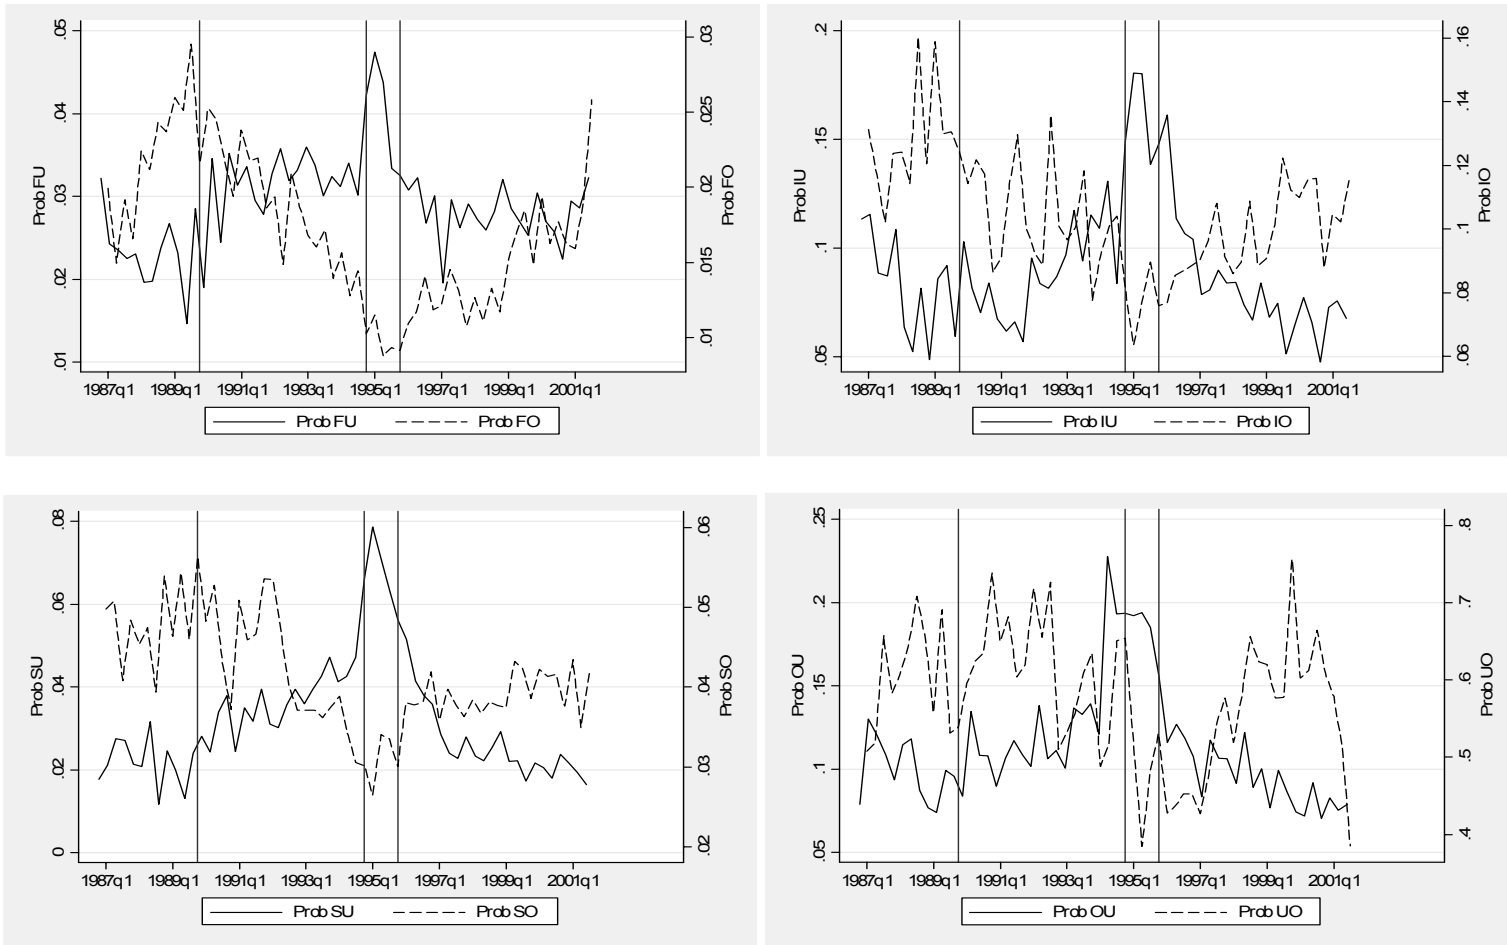 Prob FU
.05
.04
.03
.02
.01
Prob FO
.03
.025
.02
.015
.01
1987q1 1989q1 1991q1 1993q1 1995q1 1997q1 1999q1 2001q1
Prob FU Prob FO
Prob IU
.2
.15
.1
.05
Prob IO
.16
.14
.12
.1
.08
.06
1987q1 1989q1 1991q1 1993q1 1995q1 1997q1 1999q1 2001q1
Prob IU Prob IO
Prob SU
.08
.06
.04
.02
0
Prob SO
.06
.05
.04
.03
.02
1987q1 1989q1 1991q1 1993q1 1995q1 1997q1 1999q1 2001q1
Prob SU Prob SO
Prob OU
.25
.2
.15
.1
.05
Prob UO
.8
.7
.6
.5
.4
1987q1 1989q1 1991q1 1993q1 1995q1 1997q1 1999q1 2001q1
Prob OU Prob UO